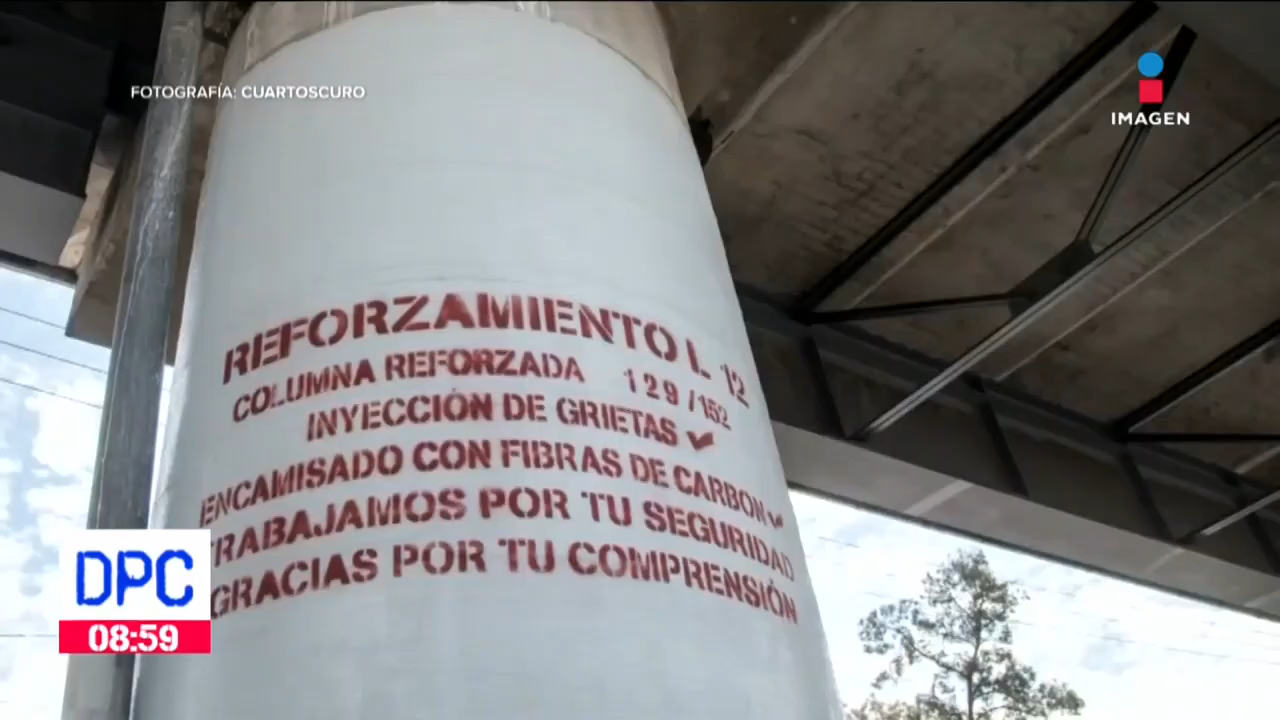 FOTOGRAFÍA: CUARTOSCURO
IMAGEN
REFORZAMIENTO L 12
COLUMNA REFORZADA 129/152
INYECCIÓN DE GRIETAS ✔
ENCAMISADO CON FIBRAS DE CARBON ✔
TRABAJAMOS POR TU SEGURIDAD
GRACIAS POR TU COMPRENSIÓN
DPC
08:59